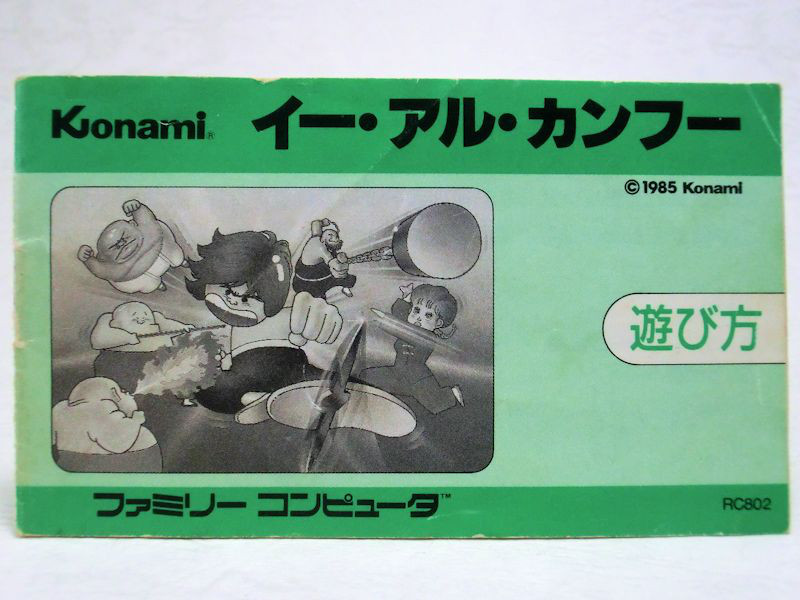 Konami® イー・アル・カンフー
©1985 Konami
遊び方
ファミリー コンピュータ™
RC802